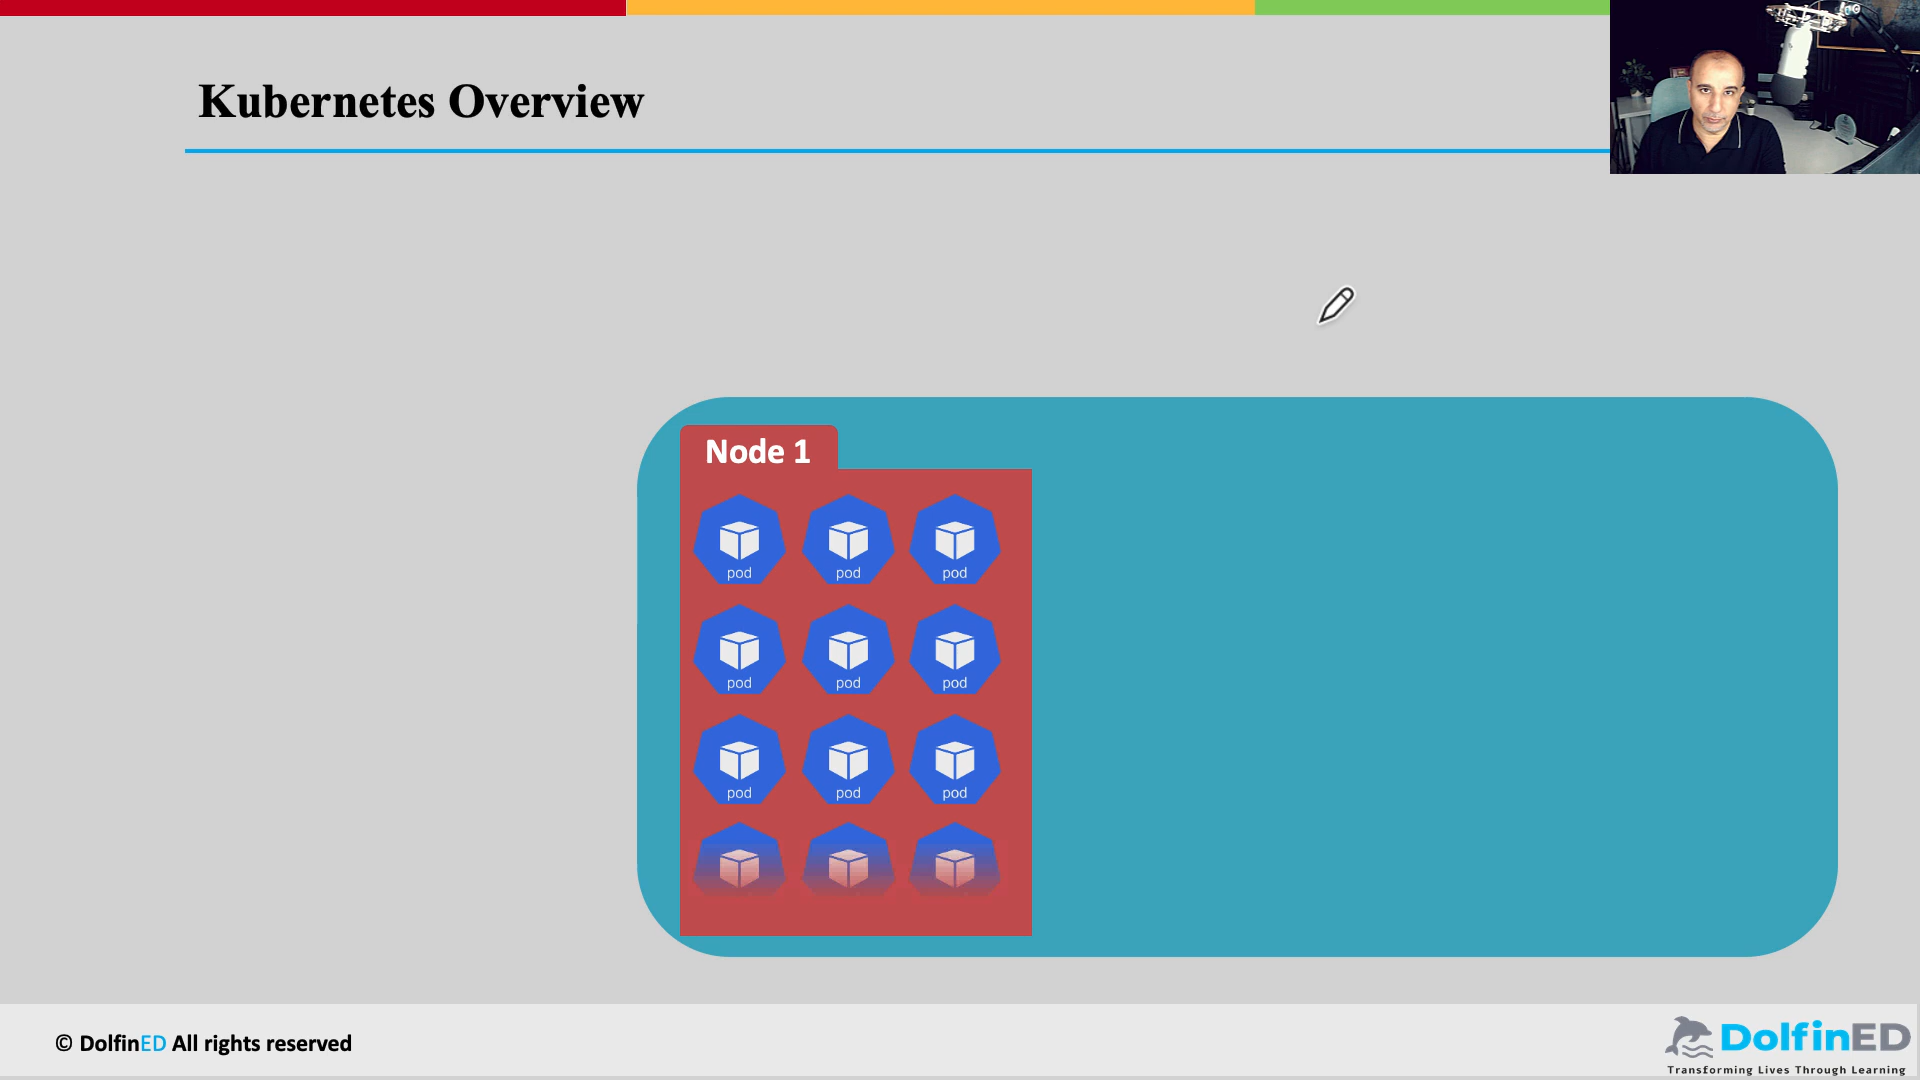 Kubernetes Overview
Node 1
pod pod pod
pod pod pod
pod pod pod
© DolfinED All rights reserved
DolfinED
Transforming Lives Through Learning